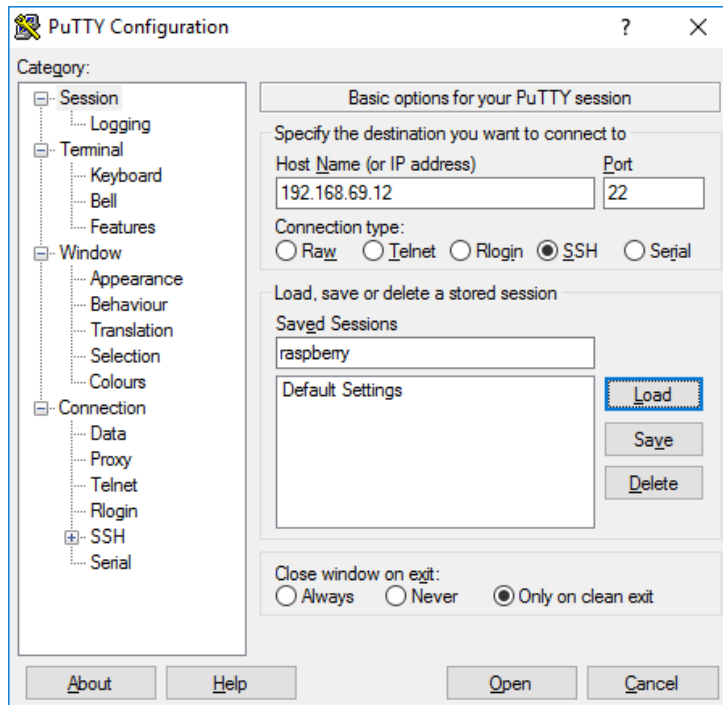 PuTTY Configuration
?
Category:
Session
Logging
Terminal
Keyboard
Bell
Features
Window
Appearance
Behaviour
Translation
Selection
Colours
Connection
Data
Proxy
Telnet
Rlogin
SSH
Serial
Basic options for your PuTTY session
Specify the destination you want to connect to
Host Name (or IP address) Port
192.168.69.12 22
Connection type:
Raw Telnet Rlogin SSH Serial
Load, save or delete a stored session
Saved Sessions
raspberry
Default Settings
Load
Save
Delete
Close window on exit:
Always Never Only on clean exit
About Help Open Cancel